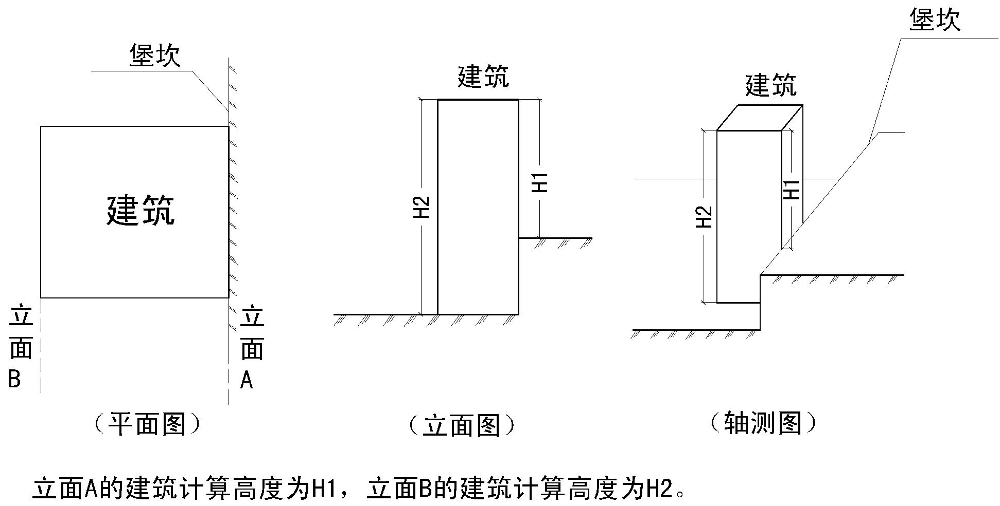 堡坎
建筑
立面B
立面A
（平面图）
建筑
H2
H1
（立面图）
堡坎
建筑
H2
H1
（轴测图）
立面A的建筑计算高度为H1，立面B的建筑计算高度为H2。